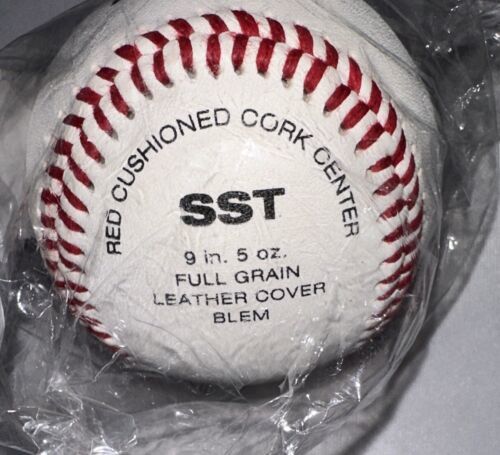 RED CUSHIONED CORK CENTER
SST
9 in. 5 oz.
FULL GRAIN
LEATHER COVER
BLEM